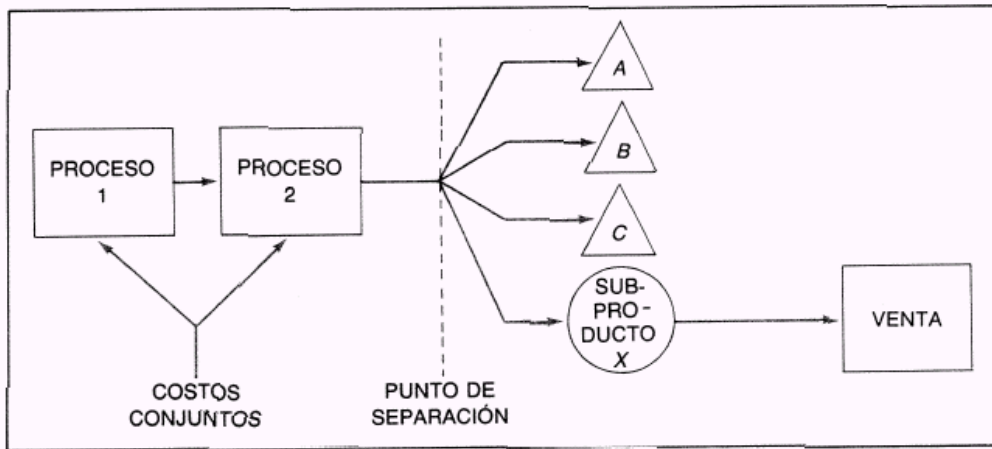 A
PROCESO
1
PROCESO
2
B
C
SUB-
PRO-
DUCTO
X
VENTA
COSTOS
CONJUNTOS
PUNTO DE
SEPARACIÓN